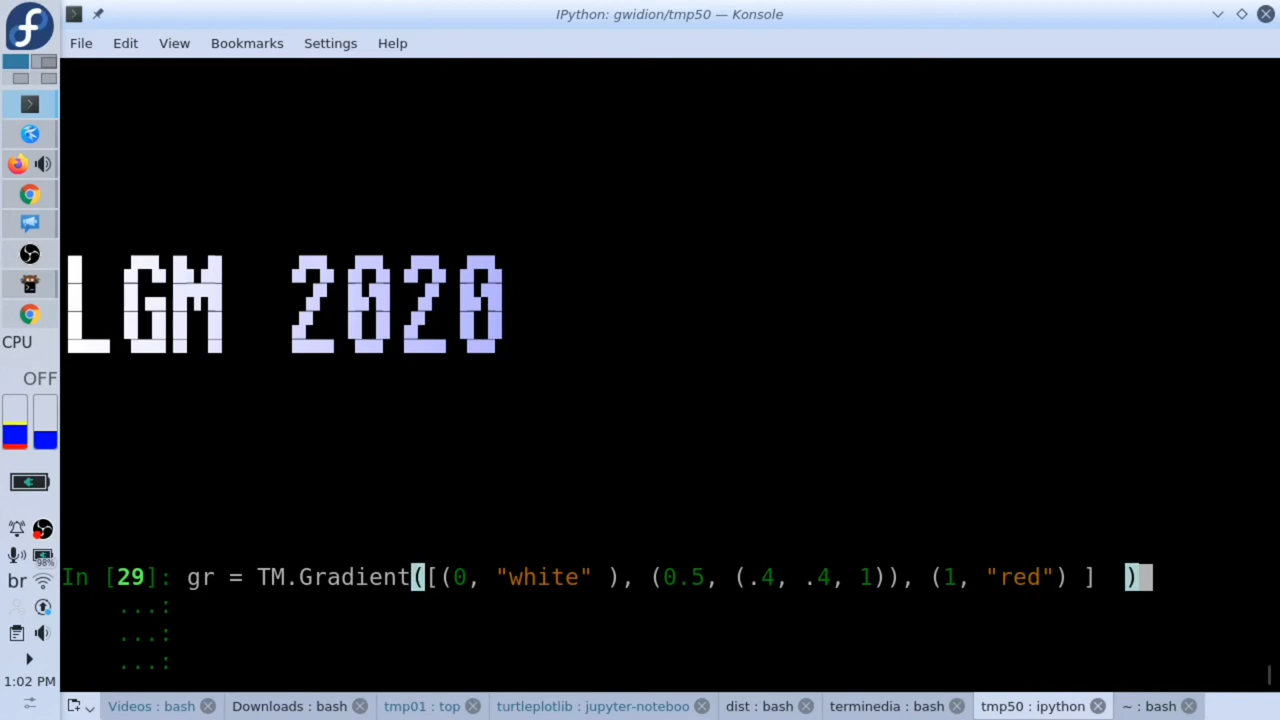 IPython: gwidion/tmp50 — Konsole
File Edit View Bookmarks Settings Help
LGM 2020
CPU
OFF
98%
br
1:02 PM
In [29]: gr = TM.Gradient([(0, "white" ), (0.5, (.4, .4, 1)), (1, "red") ]  )
...:
...:
...:
Videos : bash Downloads : bash tmp01 : top turtleplotlib : jupyter-noteboo dist : bash terminedia : bash tmp50 : ipython ~ : bash